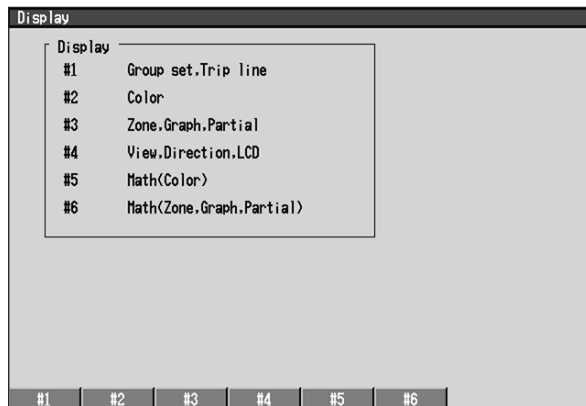 Display
Display
#1 Group set,Trip line
#2 Color
#3 Zone,Graph,Partial
#4 View,Direction,LCD
#5 Math(Color)
#6 Math(Zone,Graph,Partial)
#1 #2 #3 #4 #5 #6